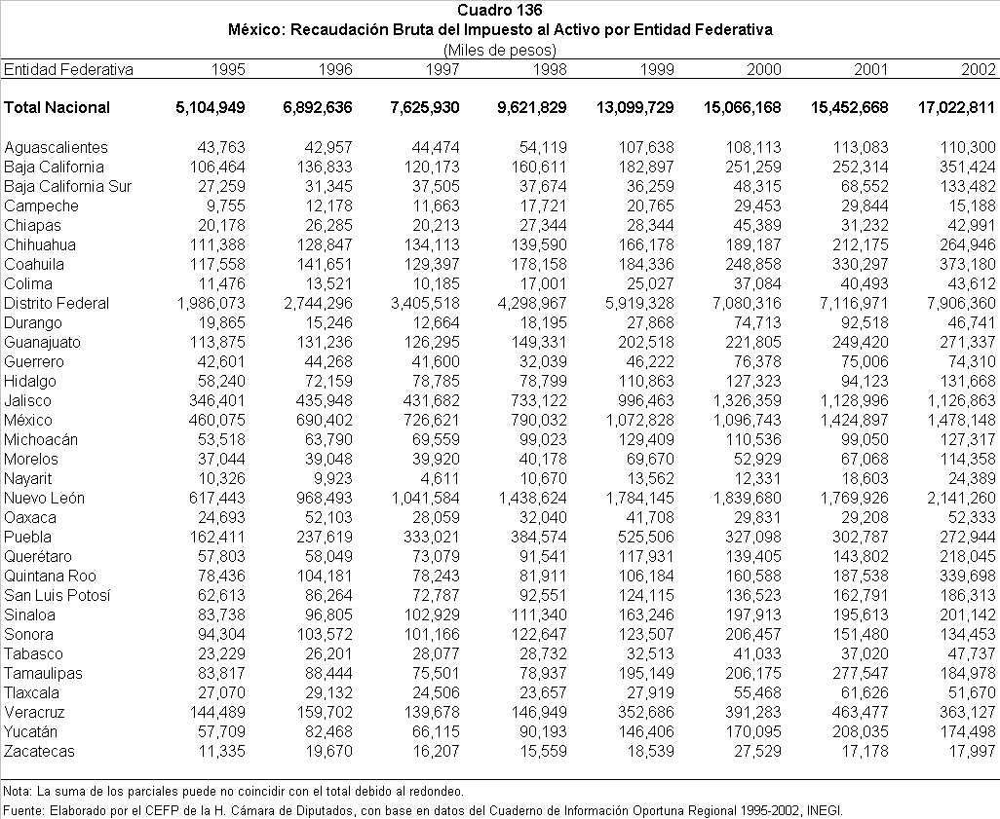 Cuadro 136
México: Recaudación Bruta del Impuesto al Activo por Entidad Federativa
(Miles de pesos)
Entidad Federativa 1995 1996 1997 1998 1999 2000 2001 2002
Total Nacional 5,104,949 6,892,636 7,625,930 9,621,829 13,099,729 15,066,168 15,452,668 17,022,811
Aguascalientes 43,763 42,957 44,474 54,119 107,638 108,113 113,083 110,300
Baja California 106,464 136,833 120,173 160,611 182,897 251,259 252,314 351,424
Baja California Sur 27,259 31,345 37,505 37,674 36,259 48,315 68,552 133,482
Campeche 9,755 12,178 11,663 17,721 20,765 29,453 29,844 15,188
Chiapas 20,178 26,285 20,213 27,344 28,344 45,389 31,232 42,991
Chihuahua 111,388 128,847 134,113 139,590 166,178 189,187 212,175 264,946
Coahuila 117,558 141,651 129,397 178,158 184,336 248,858 330,297 373,180
Colima 11,476 13,521 10,185 17,001 25,027 37,084 40,493 43,612
Distrito Federal 1,986,073 2,744,296 3,405,518 4,298,967 5,919,328 7,080,316 7,116,971 7,906,360
Durango 19,865 15,246 12,664 18,195 27,868 74,713 92,518 46,741
Guanajuato 113,875 131,236 126,295 149,331 202,518 221,805 249,420 271,337
Guerrero 42,601 44,268 41,600 32,039 46,222 76,378 75,006 74,310
Hidalgo 58,240 72,159 78,785 78,799 110,863 127,323 94,123 131,668
Jalisco 346,401 435,948 431,682 733,122 996,463 1,326,359 1,128,996 1,126,863
México 460,075 690,402 726,621 790,032 1,072,828 1,096,743 1,424,897 1,478,148
Michoacán 53,518 63,790 69,559 99,023 129,409 110,536 99,050 127,317
Morelos 37,044 39,048 39,920 40,178 69,670 52,929 67,068 114,358
Nayarit 10,326 9,923 4,611 10,670 13,562 12,331 18,603 24,389
Nuevo León 617,443 968,493 1,041,584 1,438,624 1,784,145 1,839,680 1,769,926 2,141,260
Oaxaca 24,693 52,103 28,059 32,040 41,708 29,831 29,208 52,333
Puebla 162,411 237,619 333,021 384,574 525,506 327,098 302,787 272,944
Querétaro 57,803 58,049 73,079 91,541 117,931 139,405 143,802 218,045
Quintana Roo 78,436 104,181 78,243 81,911 106,184 160,588 187,538 339,698
San Luis Potosí 62,613 86,264 72,787 92,551 124,115 136,523 162,791 186,313
Sinaloa 83,738 96,805 102,929 111,340 163,246 197,913 195,613 201,142
Sonora 94,304 103,572 101,166 122,647 123,507 206,457 151,480 134,453
Tabasco 23,229 26,201 28,077 28,732 32,513 41,033 37,020 47,737
Tamaulipas 83,817 88,444 75,501 78,937 195,149 206,175 277,547 184,978
Tlaxcala 27,070 29,132 24,506 23,657 27,919 55,468 61,626 51,670
Veracruz 144,489 159,702 139,678 146,949 352,686 391,283 463,477 363,127
Yucatán 57,709 82,468 66,115 90,193 146,406 170,095 208,035 174,498
Zacatecas 11,335 19,670 16,207 15,559 18,539 27,529 17,178 17,997
Nota: La suma de los parciales puede no coincidir con el total debido al redondeo.
Fuente: Elaborado por el CEFP de la H. Cámara de Diputados, con base en datos del Cuaderno de Información Oportuna Regional 1995-2002, INEGI.